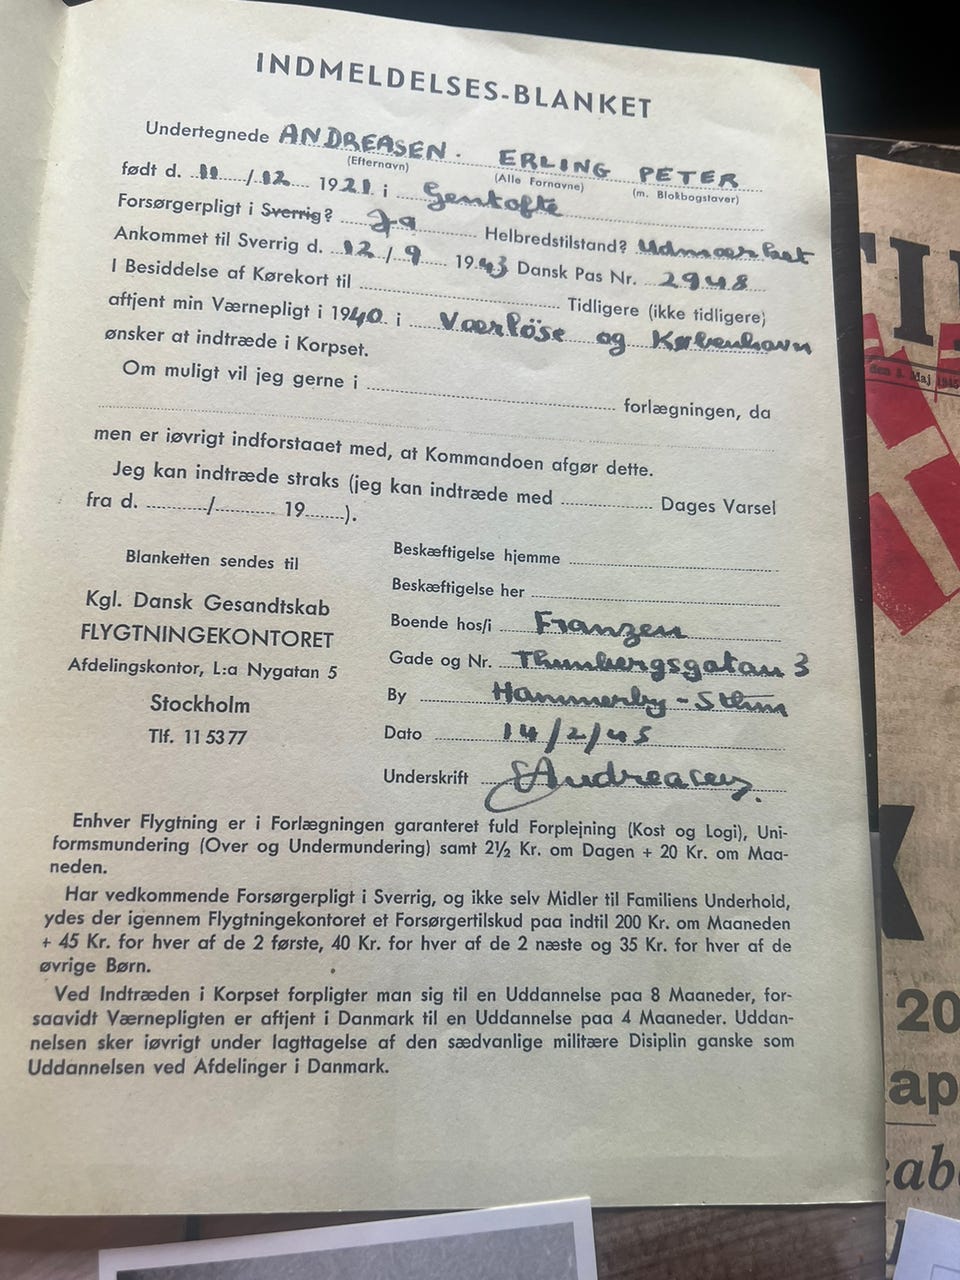 INDMELDELSES-BLANKET
Undertegnede ANDREASEN. ERLING PETER
(Efternavn) (Alle Fornavne) (m. Blokbogstaver)
født d. 11 /12 1921 i Gentofte
Forsørgerpligt i Sverrig? Ja Helbredstilstand? Udmærket
Ankommet til Sverrig d. 12/9 1943 Dansk Pas Nr. 2948
I Besiddelse af Kørekort til Tidligere (ikke tidligere)
aftjent min Værnepligt i 1940 i Værløse og København
ønsker at indtræde i Korpset.
Om muligt vil jeg gerne i forlægningen, da
men er iøvrigt indforstaaet med, at Kommandoen afgør dette.
Jeg kan indtræde straks (jeg kan indtræde med Dages Varsel
fra d. / 19 ).
Blanketten sendes til
Kgl. Dansk Gesandtskab
FLYGTNINGEKONTORET
Afdelingskontor, L:a Nygatan 5
Stockholm
Tlf. 11 53 77
Beskæftigelse hjemme
Beskæftigelse her
Boende hos/i Franzen
Gade og Nr. Thunbergsgatan 3
By Hammerby-Sthm
Dato 14/2/45
Underskrift EAndreasen.
Enhver Flygtning er i Forlægningen garanteret fuld Forplejning (Kost og Logi), Uni-
formsmundering (Over og Undermundering) samt 2½ Kr. om Dagen + 20 Kr. om Maa-
neden.
Har vedkommende Forsørgerpligt i Sverrig, og ikke selv Midler til Familiens Underhold,
ydes der igennem Flygtningekontoret et Forsørgertilskud paa indtil 200 Kr. om Maaneden
+ 45 Kr. for hver af de 2 første, 40 Kr. for hver af de 2 næste og 35 Kr. for hver af de
øvrige Børn.
Ved Indtræden i Korpset forpligter man sig til en Uddannelse paa 8 Maaneder, for-
saavidt Værnepligten er aftjent i Danmark til en Uddannelse paa 4 Maaneder. Uddan-
nelsen sker iøvrigt under Iagttagelse af den sædvanlige militære Disiplin ganske som
Uddannelsen ved Afdelinger i Danmark.
den 5. Maj 1945
20
ap